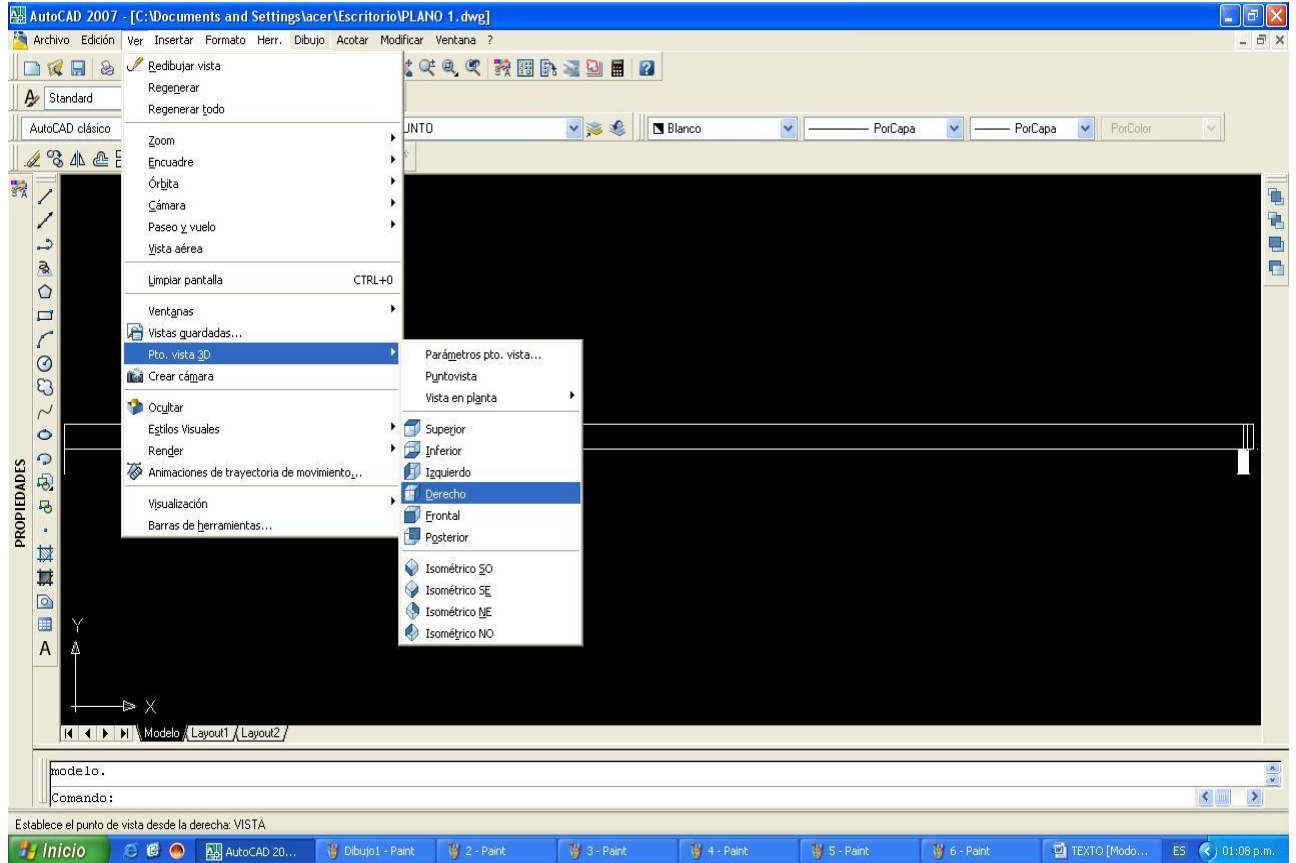 AutoCAD 2007 - [C:\Documents and Settings\acer\Escritorio\PLANO 1.dwg]
Archivo Edición Ver Insertar Formato Herr. Dibujo Acotar Modificar Ventana ?
Standard
AutoCAD clásico
UNTO Blanco PorCapa PorCapa PorColor
Redibujar vista
Regenerar
Regenerar todo
Zoom
Encuadre
Órbita
Cámara
Paseo y vuelo
Vista aérea
Limpiar pantalla CTRL+0
Ventanas
Vistas guardadas...
Pto. vista 3D
Crear cámara
Ocultar
Estilos Visuales
Render
Animaciones de trayectoria de movimiento...
Visualización
Barras de herramientas...
Parámetros pto. vista...
Puntovista
Vista en planta
Superior
Inferior
Izquierdo
Derecho
Frontal
Posterior
Isométrico SO
Isométrico SE
Isométrico NE
Isométrico NO
PROPIEDADES
A
Y
X
Modelo Layout1 Layout2
modelo.
Comando:
Establece el punto de vista desde la derecha: VISTA
Inicio AutoCAD 20... Dibujo1 - Paint 2 - Paint 3 - Paint 4 - Paint 5 - Paint 6 - Paint TEXTO [Modo... ES 01:08 p.m.